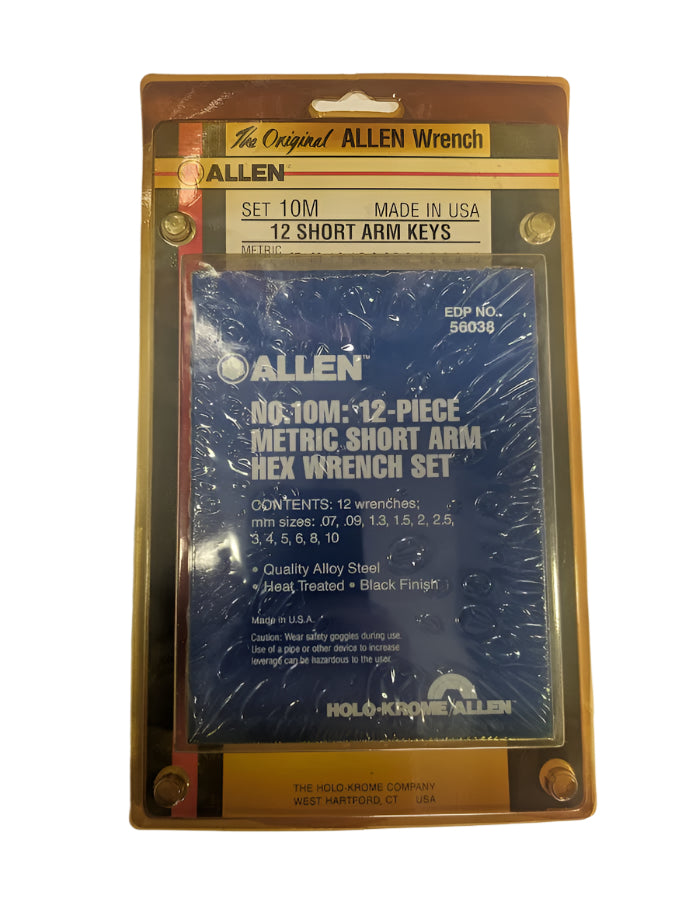 The Original ALLEN Wrench
ALLEN
SET 10M MADE IN USA
12 SHORT ARM KEYS
METRIC
EDP NO.
56038
ALLEN™
NO. 10M: 12-PIECE
METRIC SHORT ARM
HEX WRENCH SET
CONTENTS: 12 wrenches;
mm sizes: .07, .09, 1.3, 1.5, 2, 2.5,
3, 4, 5, 6, 8, 10
• Quality Alloy Steel
• Heat Treated • Black Finish
Made in U.S.A.
Caution: Wear safety goggles during use.
Use of a pipe or other device to increase
leverage can be hazardous to the user.
HOLO-KROME ALLEN
THE HOLO-KROME COMPANY
WEST HARTFORD, CT USA